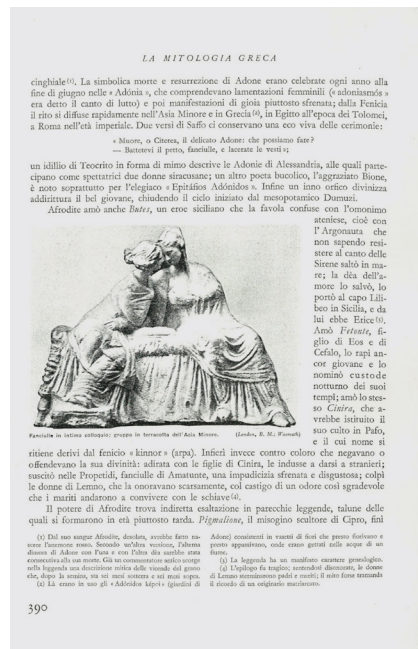 LA MITOLOGIA GRECA
cinghiale (1). La simbolica morte e resurrezione di Adone erano celebrate ogni anno alla
fine di giugno nelle « Adónia », che comprendevano lamentazioni femminili (« adoniasmós »
era detto il canto di lutto) e poi manifestazioni di gioia piuttosto sfrenata; dalla Fenicia
il rito si diffuse rapidamente nell'Asia Minore e in Grecia (2), in Egitto all'epoca dei Tolomei,
a Roma nell'età imperiale. Due versi di Saffo ci conservano una eco viva delle cerimonie:
« Muore, o Citerea, il delicato Adone: che possiamo fare?
— Battetevi il petto, fanciulle, e lacerate le vesti »;
un idillio di Teocrito in forma di mimo descrive le Adonie di Alessandria, alle quali parte-
cipano come spettatrici due donne siracusane; un altro poeta bucolico, l'aggraziato Bione,
è noto soprattutto per l'elegiaco « Epitáfios Adónidos ». Infine un inno orfico divinizza
addirittura il bel giovane, chiudendo il ciclo iniziato dal mesopotamico Dumuzi.
Afrodite amò anche Butes, un eroe siciliano che la favola confuse con l'omonimo
ateniese, cioè con
l'Argonauta che
non sapendo resi-
stere al canto delle
Sirene saltò in ma-
re; la dèa dell'a-
more lo salvò, lo
portò al capo Lili-
beo in Sicilia, e da
lui ebbe Erice (3).
Amò Fetonte, fi-
glio di Eos e di
Cefalo, lo rapì an-
cor giovane e lo
nominò custode
notturno dei suoi
templi; amò lo stes-
so Cinira, che a-
vrebbe istituito il
suo culto in Pafo,
e il cui nome si
Fanciulle in intimo colloquio; gruppo in terracotta dell'Asia Minore. (Londra, B. M.; Wasmuth)
ritiene derivi dal fenicio « kinnor » (arpa). Infierì invece contro coloro che negavano o
offendevano la sua divinità: adirata con le figlie di Cinira, le indusse a darsi a stranieri;
suscitò nelle Propetidi, fanciulle di Amatunte, una impudicizia sfrenata e disgustosa; colpì
le donne di Lemno, che la onoravano scarsamente, col castigo di un odore così sgradevole
che i mariti andarono a convivere con le schiave (4).
Il potere di Afrodite trova indiretta esaltazione in parecchie leggende, talune delle
quali si formarono in età piuttosto tarda. Pigmalione, il misogino scultore di Cipro, finì
(1) Dal suo sangue Afrodite, desolata, avrebbe fatto na-
scere l'anemone rosso. Secondo un'altra versione, l'alterna
dimora di Adone con l'una e con l'altra dèa sarebbe stata
consecutiva alla sua morte. Già un commentatore antico scorge
nella leggenda una descrizione mitica delle vicende del grano
che, dopo la semina, sta sei mesi sotterra e sei mesi sopra.
(2) Là erano in uso gli « Adónidos képoi » (giardini di
Adone) consistenti in vasetti di fiori che presto fiorivano e
presto appassivano, onde erano gettati nelle acque di un
fiume.
(3) La leggenda ha un manifesto carattere genealogico.
(4) L'epilogo fu tragico; sentendosi disonorate, le donne
di Lemno sterminarono padri e mariti; il mito forse tramanda
il ricordo di un originario matriarcato.
390